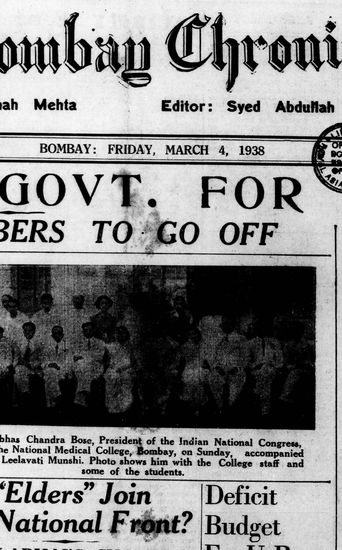 ombay Chroni
nah Mehta Editor: Syed Abdullah
BOMBAY: FRIDAY, MARCH 4, 1938
GOVT. FOR
BERS TO GO OFF
bhas Chandra Bose, President of the Indian National Congress,
he National Medical College, Bombay, on Sunday, accompanied
Leelavati Munshi. Photo shows him with the College staff and
some of the students.
"Elders" Join
National Front?
Deficit
Budget